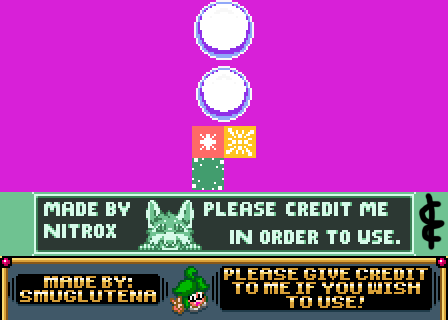 MADE BY PLEASE CREDIT ME
NITROX IN ORDER TO USE.
MADE BY:
SMUGLUTENA
PLEASE GIVE CREDIT
TO ME IF YOU WISH
TO USE!